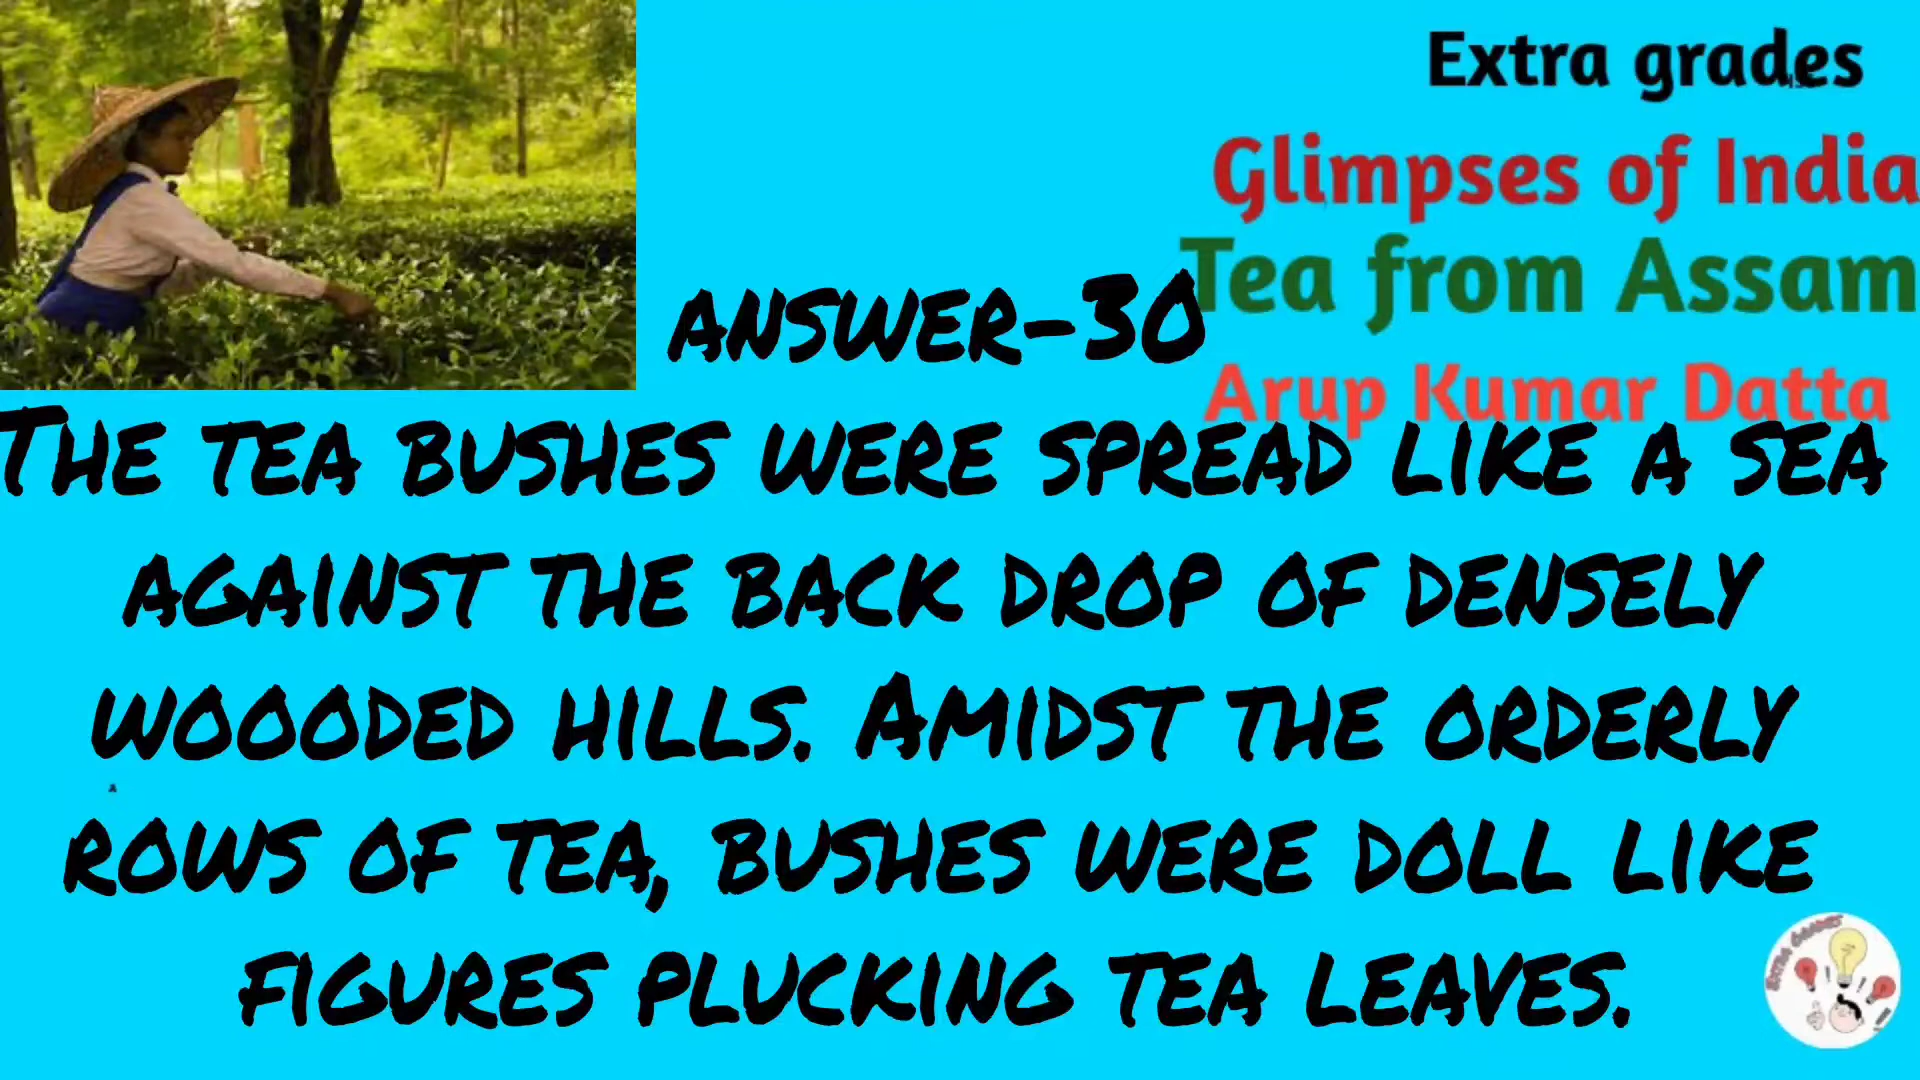 Extra grades
Glimpses of India
Tea from Assam
ANSWER-30
Arup Kumar Datta
THE TEA BUSHES WERE SPREAD LIKE A SEA
AGAINST THE BACK DROP OF DENSELY
WOOODED HILLS. AMIDST THE ORDERLY
ROWS OF TEA, BUSHES WERE DOLL LIKE
FIGURES PLUCKING TEA LEAVES.
EXTRA GRADES